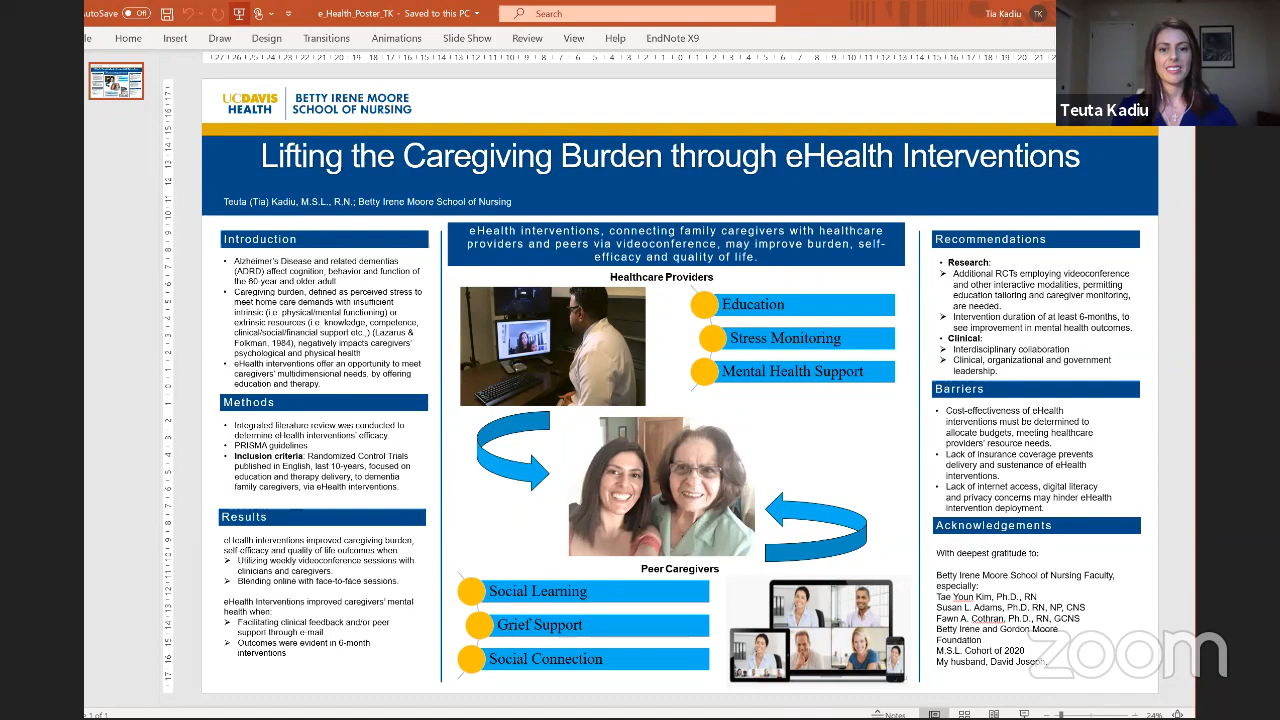 AutoSave Off
e_Health_Poster_TK - Saved to this PC
Search
Tia Kadiu TK
Home Insert Draw Design Transitions Animations Slide Show Review View Help EndNote X9
Teuta Kadiu
UCDAVIS HEALTH
BETTY IRENE MOORE
SCHOOL OF NURSING
Lifting the Caregiving Burden through eHealth Interventions
Teuta (Tia) Kadiu, M.S.L., R.N.; Betty Irene Moore School of Nursing
Introduction
• Alzheimer's Disease and related dementias
(ADRD) affect cognition, behavior and function of
the 60 year and older adult
• Caregiving burden, defined as perceived stress to
meet home care demands with insufficient
intrinsic (i.e. physical/mental functioning) or
extrinsic resources (i.e. knowledge, competence,
clinical/social/financial support etc.,) (Lazarus &
Folkman, 1984), negatively impacts caregivers'
psychological and physical health
• eHealth interventions offer an opportunity to meet
caregivers' multidimensional needs, by offering
education and therapy.
Methods
• Integrated literature review was conducted to
determine eHealth interventions' efficacy.
• PRISMA guidelines
• Inclusion criteria: Randomized Control Trials
published in English, last 10-years, focused on
education and therapy delivery, to dementia
family caregivers, via eHealth interventions.
Results
eHealth interventions improved caregiving burden,
self-efficacy and quality of life outcomes when:
➢ Utilizing weekly videoconference sessions with
clinicians and caregivers.
➢ Blending online with face-to-face sessions.
eHealth Interventions improved caregivers' mental
health when:
➢ Facilitating clinical feedback and/or peer
support through e-mail
➢ Outcomes were evident in 6-month
interventions
eHealth interventions, connecting family caregivers with healthcare
providers and peers via videoconference, may improve burden, self-
efficacy and quality of life.
Healthcare Providers
Education
Stress Monitoring
Mental Health Support
Peer Caregivers
Social Learning
Grief Support
Social Connection
Recommendations
• Research:
➢ Additional RCTs employing videoconference
and other interactive modalities, permitting
education tailoring and caregiver monitoring,
are needed.
➢ Intervention duration of at least 6-months, to
see improvement in mental health outcomes.
• Clinical:
➢ Interdisciplinary collaboration
➢ Clinical, organizational and government
leadership.
Barriers
• Cost-effectiveness of eHealth
interventions must be determined to
allocate budgets, meeting healthcare
providers' resource needs.
• Lack of insurance coverage prevents
delivery and sustenance of eHealth
interventions.
• Lack of internet access, digital literacy
and privacy concerns may hinder eHealth
intervention deployment.
Acknowledgements
With deepest gratitude to:
Betty Irene Moore School of Nursing Faculty,
especially:
Tae Youn Kim, Ph.D., RN
Susan L. Adams, Ph.D. RN, NP, CNS
Fawn A. Cothran, Ph.D., RN, GCNS
Betty Irene and Gordon Moore
Foundation
M.S.L. Cohort of 2020
My husband, David Joseph.
zoom
1 of 1
Notes
24%